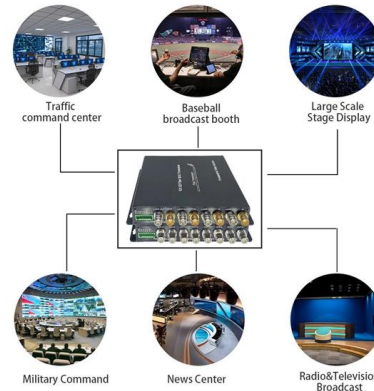 Traffic
command center
Baseball
broadcast booth
Large Scale
Stage Display
Military Command
News Center
Radio&Televisio
Broadcast